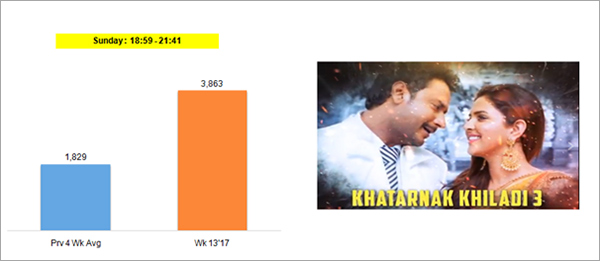 Sunday: 18:59 - 21:41
3,863
1,829
Prv 4 Wk Avg
Wk 13'17
KHATARNAK KHILADI 3